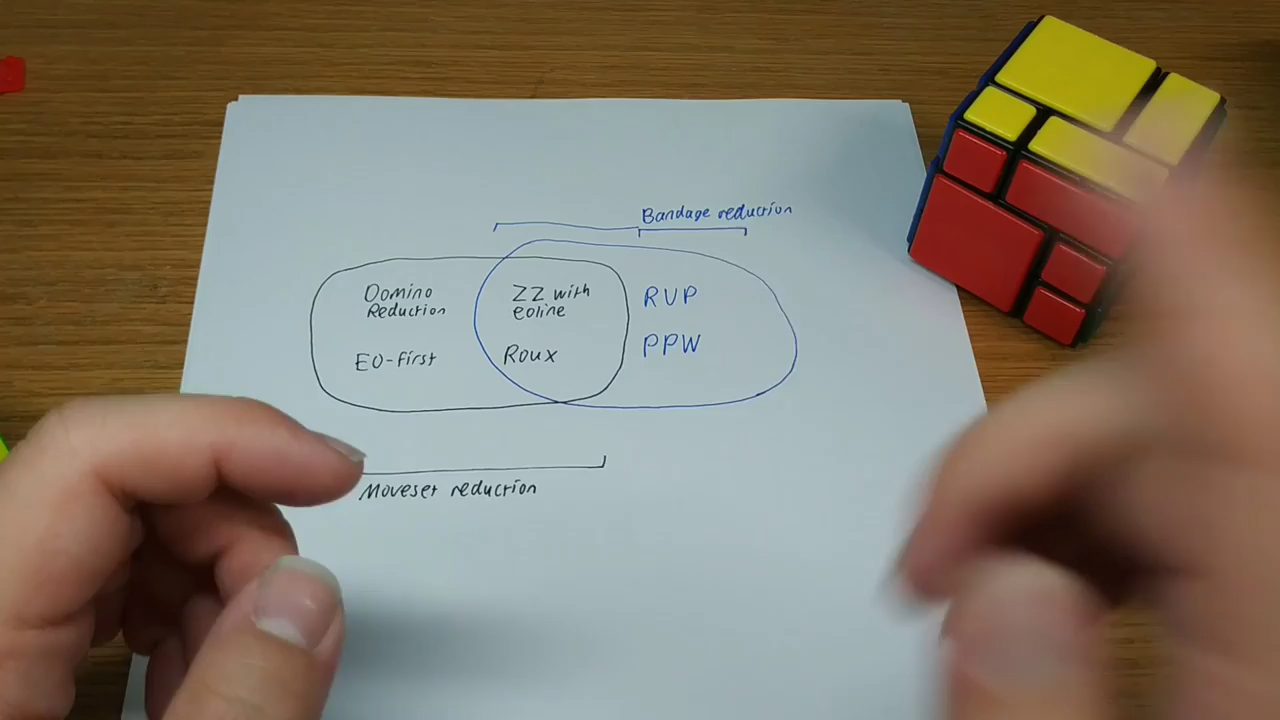 Bandage reduction
Domino
Reduction
ZZ with
eoline
RUP
EO-first
Roux
PPW
Moveset reduction